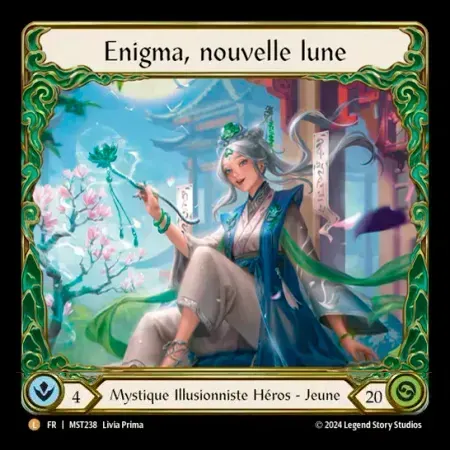 Enigma, nouvelle lune
4 Mystique Illusionniste Héros - Jeune 20
L FR | MST238 Livia Prima © 2024 Legend Story Studios